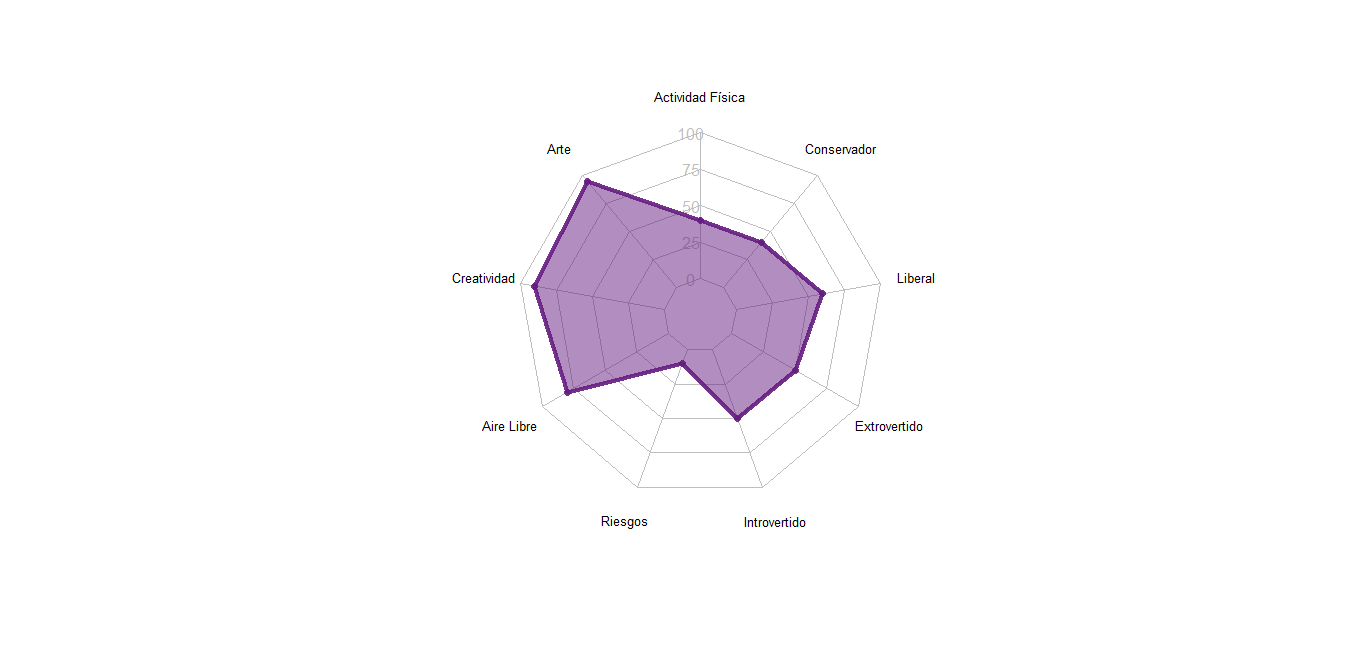 Actividad Física
100
Arte
Conservador
75
50
25
0
Creatividad
Liberal
Aire Libre
Extrovertido
Riesgos
Introvertido